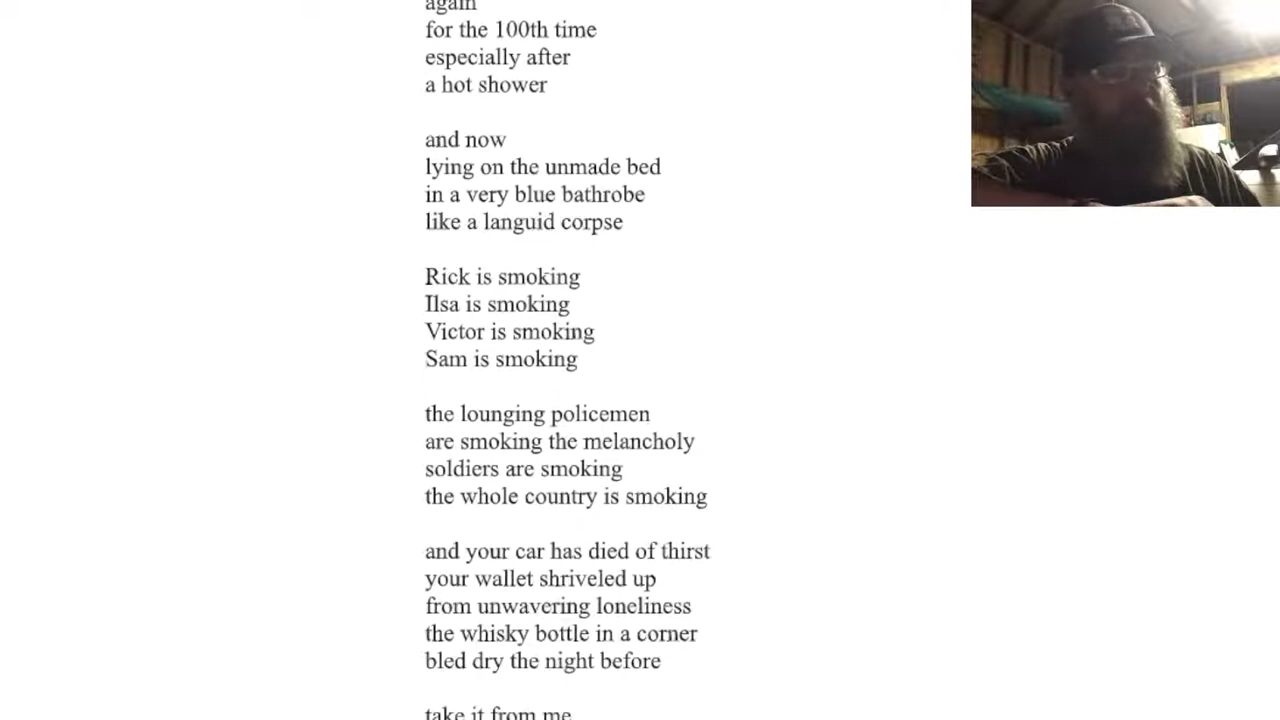 again
for the 100th time
especially after
a hot shower
and now
lying on the unmade bed
in a very blue bathrobe
like a languid corpse
Rick is smoking
Ilsa is smoking
Victor is smoking
Sam is smoking
the lounging policemen
are smoking the melancholy
soldiers are smoking
the whole country is smoking
and your car has died of thirst
your wallet shriveled up
from unwavering loneliness
the whisky bottle in a corner
bled dry the night before
take it from me